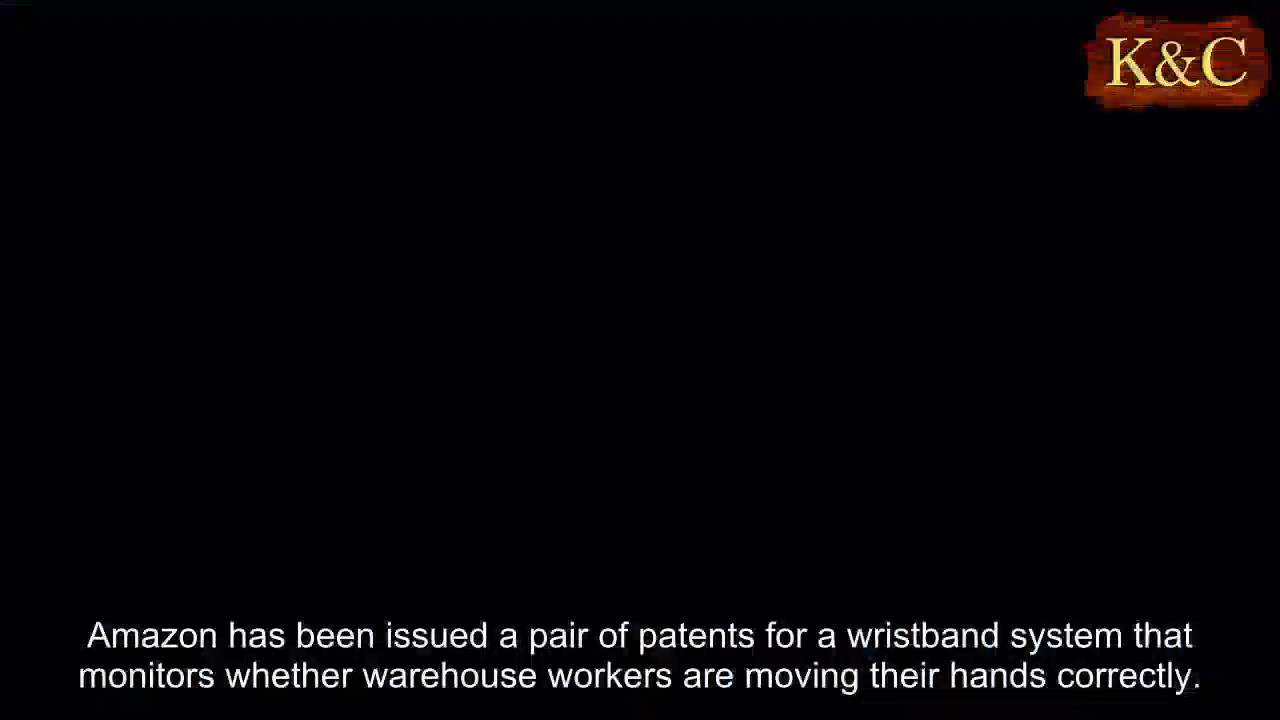 K&C
Amazon has been issued a pair of patents for a wristband system that
monitors whether warehouse workers are moving their hands correctly.